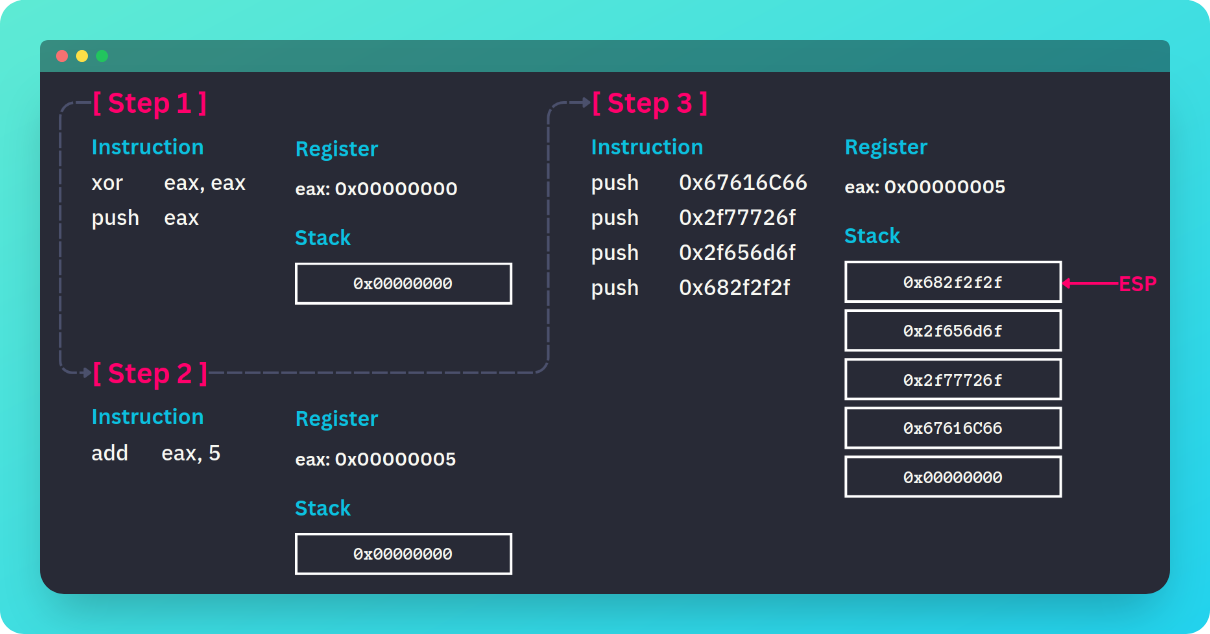 [ Step 1 ]
Instruction
xor eax, eax
push eax
Register
eax: 0x00000000
Stack
0x00000000
[ Step 2 ]
Instruction
add eax, 5
Register
eax: 0x00000005
Stack
0x00000000
[ Step 3 ]
Instruction
push 0x67616C66
push 0x2f77726f
push 0x2f656d6f
push 0x682f2f2f
Register
eax: 0x00000005
Stack
0x682f2f2f
ESP
0x2f656d6f
0x2f77726f
0x67616C66
0x00000000